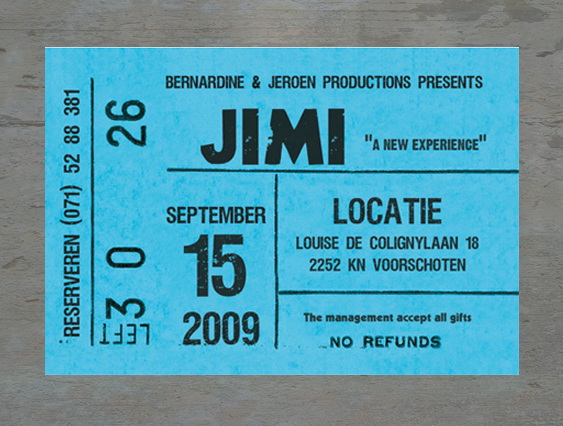 BERNARDINE & JEROEN PRODUCTIONS PRESENTS
JIMI
"A NEW EXPERIENCE"
SEPTEMBER
15
2009
LOCATIE
LOUISE DE COLIGNYLAAN 18
2252 KN VOORSCHOTEN
The management accept all gifts
NO REFUNDS
RESERVEREN (071) 52 88 381
LEFT
3 0 26